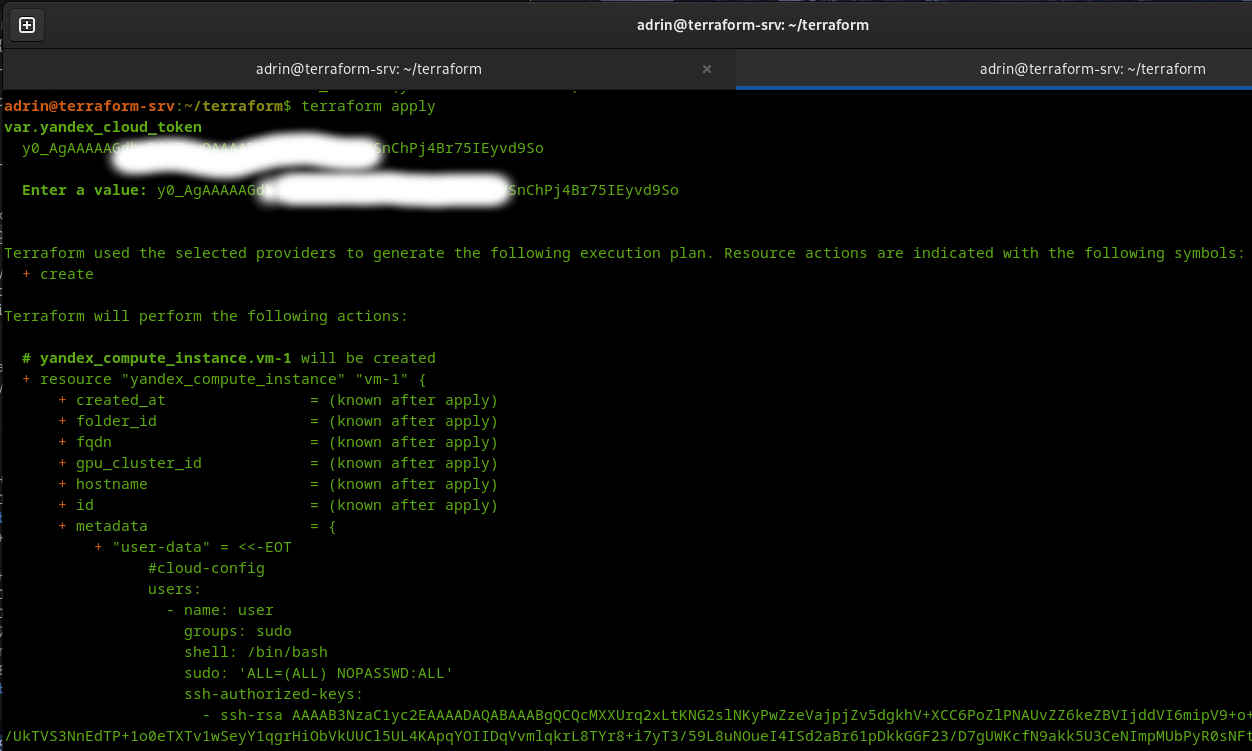 adrin@terraform-srv: ~/terraform
adrin@terraform-srv: ~/terraform × adrin@terraform-srv: ~/terraform
adrin@terraform-srv:~/terraform$ terraform apply
var.yandex_cloud_token
y0_AgAAAAAG SnChPj4Br75IEyvd9So
Enter a value: y0_AgAAAAAGd SnChPj4Br75IEyvd9So
Terraform used the selected providers to generate the following execution plan. Resource actions are indicated with the following symbols:
+ create
Terraform will perform the following actions:
# yandex_compute_instance.vm-1 will be created
+ resource "yandex_compute_instance" "vm-1" {
+ created_at = (known after apply)
+ folder_id = (known after apply)
+ fqdn = (known after apply)
+ gpu_cluster_id = (known after apply)
+ hostname = (known after apply)
+ id = (known after apply)
+ metadata = {
+ "user-data" = <<-EOT
#cloud-config
users:
- name: user
groups: sudo
shell: /bin/bash
sudo: 'ALL=(ALL) NOPASSWD:ALL'
ssh-authorized-keys:
- ssh-rsa AAAAB3NzaC1yc2EAAAADAQABAAABgQCQcMXXUrq2xLtKNG2slNKyPwZzeVajpjZv5dgkhV+XCC6PoZlPNAUvZZ6keZBVIjddVI6mipV9+o+
/UkTVS3NnEdTP+1o0eTXTv1wSeyY1qgrHiObVkUUCl5UL4KApqYOIIDqVvmlqkrL8TYr8+i7yT3/59L8uNOueI4ISd2aBr61pDkkGGF23/D7gUWKcfN9akk5U3CeNImpMUbPyR0sNFt